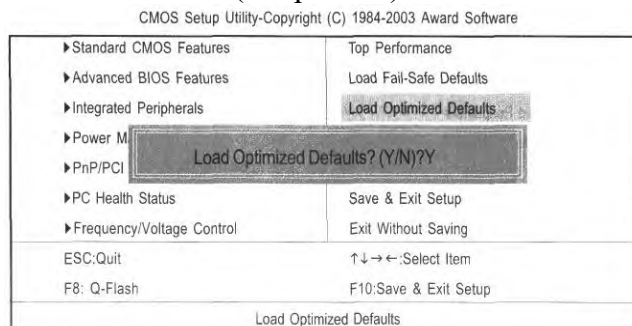 CMOS Setup Utility-Copyright (C) 1984-2003 Award Software
▶Standard CMOS Features Top Performance
▶Advanced BIOS Features Load Fail-Safe Defaults
▶Integrated Peripherals Load Optimized Defaults
▶Power M
Load Optimized Defaults? (Y/N)?Y
▶PnP/PCI
▶PC Health Status Save & Exit Setup
▶Frequency/Voltage Control Exit Without Saving
ESC:Quit ↑↓→←:Select Item
F8: Q-Flash F10:Save & Exit Setup
Load Optimized Defaults